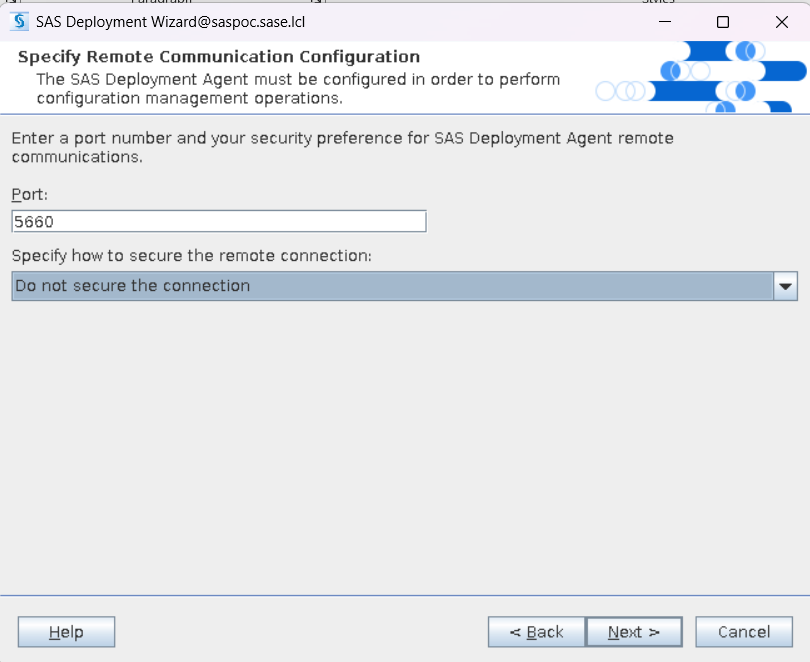 SAS Deployment Wizard@saspoc.sase.lcl
Specify Remote Communication Configuration
The SAS Deployment Agent must be configured in order to perform
configuration management operations.
Enter a port number and your security preference for SAS Deployment Agent remote
communications.
Port:
5660
Specify how to secure the remote connection:
Do not secure the connection
Help
< Back
Next >
Cancel